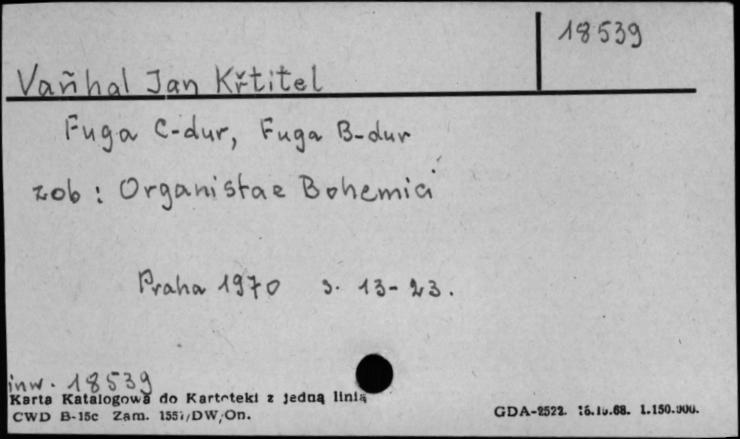 18539
Vaňhal Jan Křtitel
Fuga C-dur, Fuga B-dur
zob : Organistae Bohemici
Praha 1970 s. 13-23.
inw. 18539
Karta Katalogowa do Kartoteki z jedną linią
CWD B-15c Zam. 1551/DW/On.
GDA-2522. 16.10.68. 1.150.000.